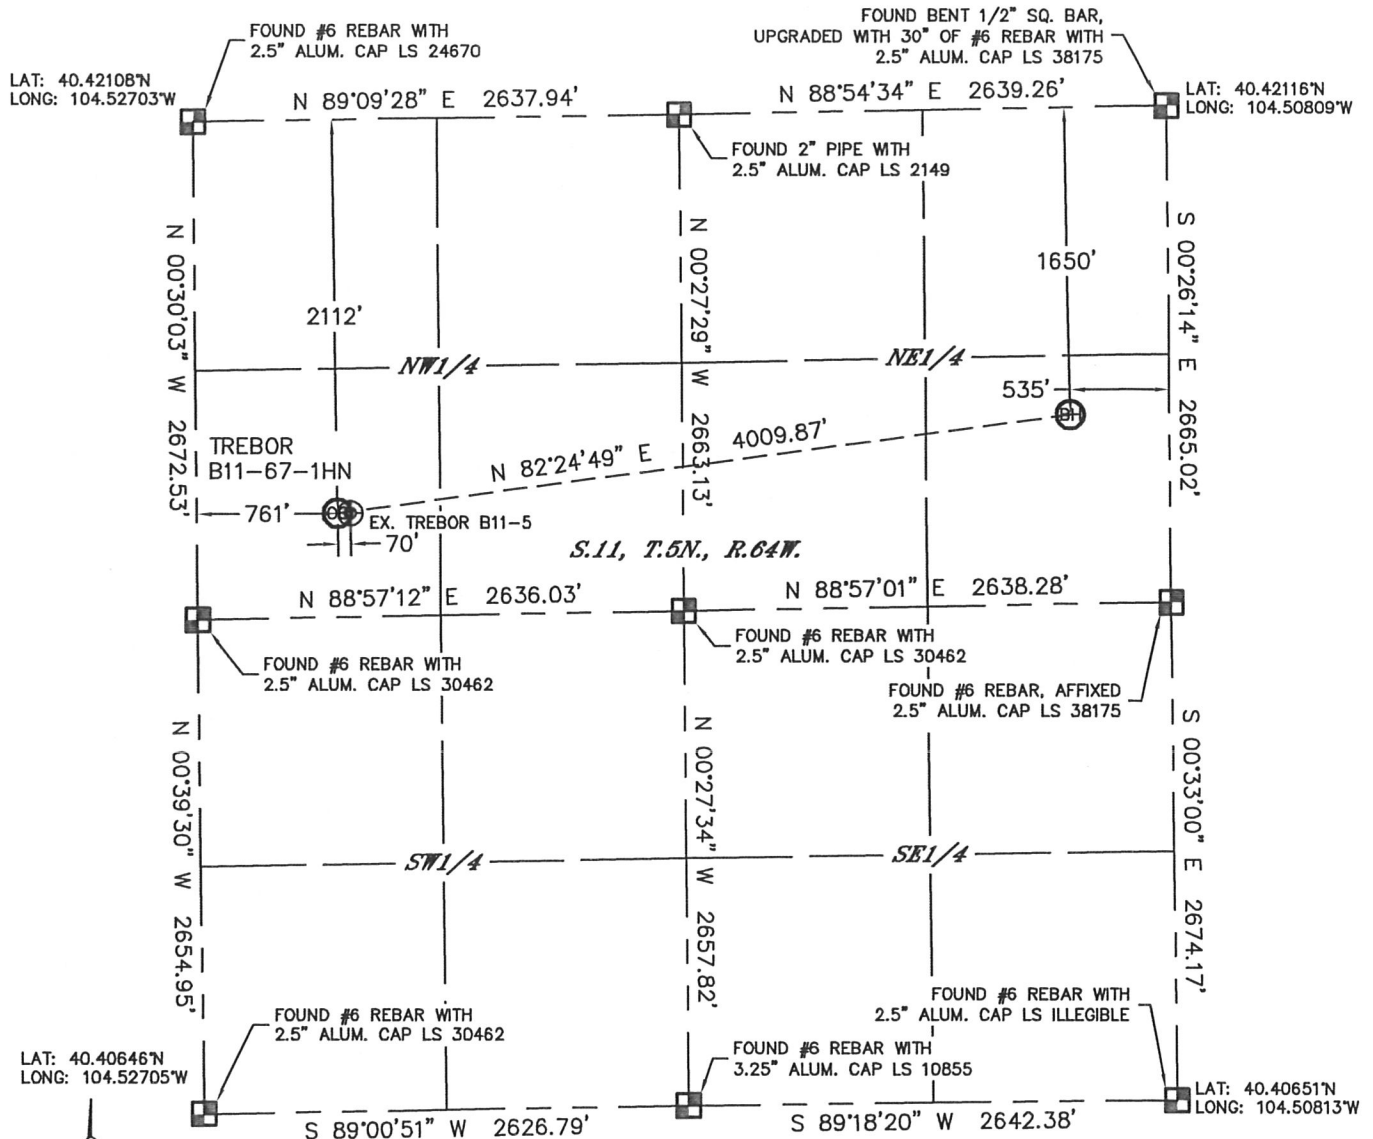 FOUND #6 REBAR WITH
2.5" ALUM. CAP LS 24670
FOUND BENT 1/2" SQ. BAR,
UPGRADED WITH 30" OF #6 REBAR WITH
2.5" ALUM. CAP LS 38175
LAT: 40.42108°N
LONG: 104.52703°W
LAT: 40.42116°N
LONG: 104.50809°W
N 89°09'28" E 2637.94'
N 88°54'34" E 2639.26'
FOUND 2" PIPE WITH
2.5" ALUM. CAP LS 2149
N 00°30'03" W 2672.53'
N 00°27'29" W 2663.13'
S 00°26'14" E 2665.02'
1650'
2112'
NW1/4
NE1/4
535'
BH
TREBOR
B11-67-1HN
N 82°24'49" E 4009.87'
761'
EX. TREBOR B11-5
70'
S.11, T.5N., R.64W.
N 88°57'12" E 2636.03'
N 88°57'01" E 2638.28'
FOUND #6 REBAR WITH
2.5" ALUM. CAP LS 30462
FOUND #6 REBAR WITH
2.5" ALUM. CAP LS 30462
FOUND #6 REBAR, AFFIXED
2.5" ALUM. CAP LS 38175
N 00°39'30" W 2654.95'
N 00°27'34" W 2657.82'
S 00°33'00" E 2674.17'
SW1/4
SE1/4
FOUND #6 REBAR WITH
2.5" ALUM. CAP LS 30462
FOUND #6 REBAR WITH
2.5" ALUM. CAP LS ILLEGIBLE
FOUND #6 REBAR WITH
3.25" ALUM. CAP LS 10855
LAT: 40.40646°N
LONG: 104.52705°W
LAT: 40.40651°N
LONG: 104.50813°W
S 89°00'51" W 2626.79'
S 89°18'20" W 2642.38'